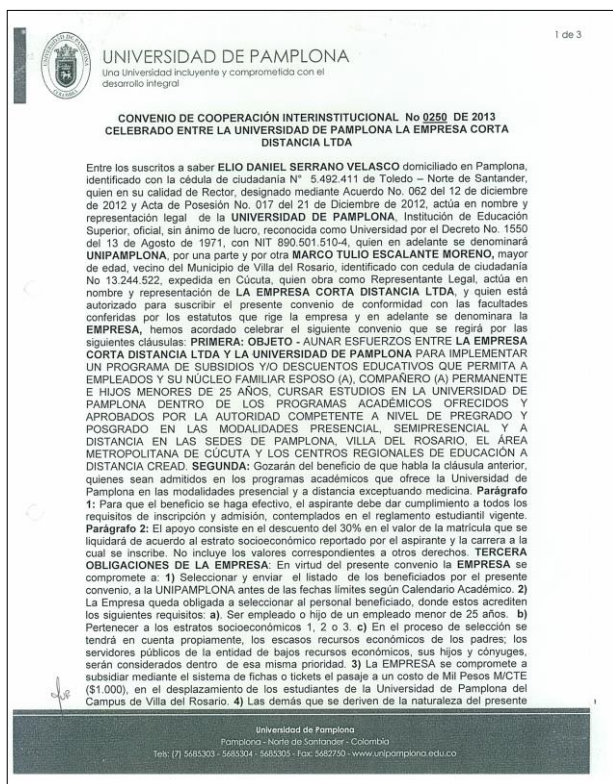 1 de 3
UNIVERSIDAD DE PAMPLONA
Una Universidad incluyente y comprometida con el
desarrollo integral
CONVENIO DE COOPERACIÓN INTERINSTITUCIONAL No 0250 DE 2013
CELEBRADO ENTRE LA UNIVERSIDAD DE PAMPLONA LA EMPRESA CORTA
DISTANCIA LTDA
Entre los suscritos a saber ELIO DANIEL SERRANO VELASCO domiciliado en Pamplona,
identificado con la cédula de ciudadanía N° 5.492.411 de Toledo – Norte de Santander,
quien en su calidad de Rector, designado mediante Acuerdo No. 062 del 12 de diciembre
de 2012 y Acta de Posesión No. 017 del 21 de Diciembre de 2012, actúa en nombre y
representación legal de la UNIVERSIDAD DE PAMPLONA, Institución de Educación
Superior, oficial, sin ánimo de lucro, reconocida como Universidad por el Decreto No. 1550
del 13 de Agosto de 1971, con NIT 890.501.510-4, quien en adelante se denominará
UNIPAMPLONA, por una parte y por otra MARCO TULIO ESCALANTE MORENO, mayor
de edad, vecino del Municipio de Villa del Rosario, identificado con cedula de ciudadanía
No 13.244.522, expedida en Cúcuta, quien obra como Representante Legal, actúa en
nombre y representación de LA EMPRESA CORTA DISTANCIA LTDA, y quien está
autorizado para suscribir el presente convenio de conformidad con las facultades
conferidas por los estatutos que rige la empresa y en adelante se denominara la
EMPRESA, hemos acordado celebrar el siguiente convenio que se regirá por las
siguientes cláusulas: PRIMERA: OBJETO - AUNAR ESFUERZOS ENTRE LA EMPRESA
CORTA DISTANCIA LTDA Y LA UNIVERSIDAD DE PAMPLONA PARA IMPLEMENTAR
UN PROGRAMA DE SUBSIDIOS Y/O DESCUENTOS EDUCATIVOS QUE PERMITA A
EMPLEADOS Y SU NÚCLEO FAMILIAR ESPOSO (A), COMPAÑERO (A) PERMANENTE
E HIJOS MENORES DE 25 AÑOS, CURSAR ESTUDIOS EN LA UNIVERSIDAD DE
PAMPLONA DENTRO DE LOS PROGRAMAS ACADÉMICOS OFRECIDOS Y
APROBADOS POR LA AUTORIDAD COMPETENTE A NIVEL DE PREGRADO Y
POSGRADO EN LAS MODALIDADES PRESENCIAL, SEMIPRESENCIAL Y A
DISTANCIA EN LAS SEDES DE PAMPLONA, VILLA DEL ROSARIO, EL ÁREA
METROPOLITANA DE CÚCUTA Y LOS CENTROS REGIONALES DE EDUCACIÓN A
DISTANCIA CREAD. SEGUNDA: Gozarán del beneficio de que habla la cláusula anterior,
quienes sean admitidos en los programas académicos que ofrece la Universidad de
Pamplona en las modalidades presencial y a distancia exceptuando medicina. Parágrafo
1: Para que el beneficio se haga efectivo, el aspirante debe dar cumplimiento a todos los
requisitos de inscripción y admisión, contemplados en el reglamento estudiantil vigente.
Parágrafo 2: El apoyo consiste en el descuento del 30% en el valor de la matrícula que se
liquidará de acuerdo al estrato socioeconómico reportado por el aspirante y la carrera a la
cual se inscribe. No incluye los valores correspondientes a otros derechos. TERCERA
OBLIGACIONES DE LA EMPRESA: En virtud del presente convenio la EMPRESA se
compromete a: 1) Seleccionar y enviar el listado de los beneficiados por el presente
convenio, a la UNIPAMPLONA antes de las fechas límites según Calendario Académico. 2)
La Empresa queda obligada a seleccionar al personal beneficiado, donde estos acrediten
los siguientes requisitos: a). Ser empleado o hijo de un empleado menor de 25 años. b)
Pertenecer a los estratos socioeconómicos 1, 2 o 3. c) En el proceso de selección se
tendrá en cuenta propiamente, los escasos recursos económicos de los padres; los
servidores públicos de la entidad de bajos recursos económicos, sus hijos y cónyuges,
serán considerados dentro de esa misma prioridad. 3) La EMPRESA se compromete a
subsidiar mediante el sistema de fichas o tickets el pasaje a un costo de Mil Pesos M/CTE
($1.000), en el desplazamiento de los estudiantes de la Universidad de Pamplona del
Campus de Villa del Rosario. 4) Las demás que se deriven de la naturaleza del presente
Universidad de Pamplona
Pamplona - Norte de Santander - Colombia
Tels: (7) 5685303 - 5685304 - 5685305 - Fax: 5682750 - www.unipamplona.edu.co